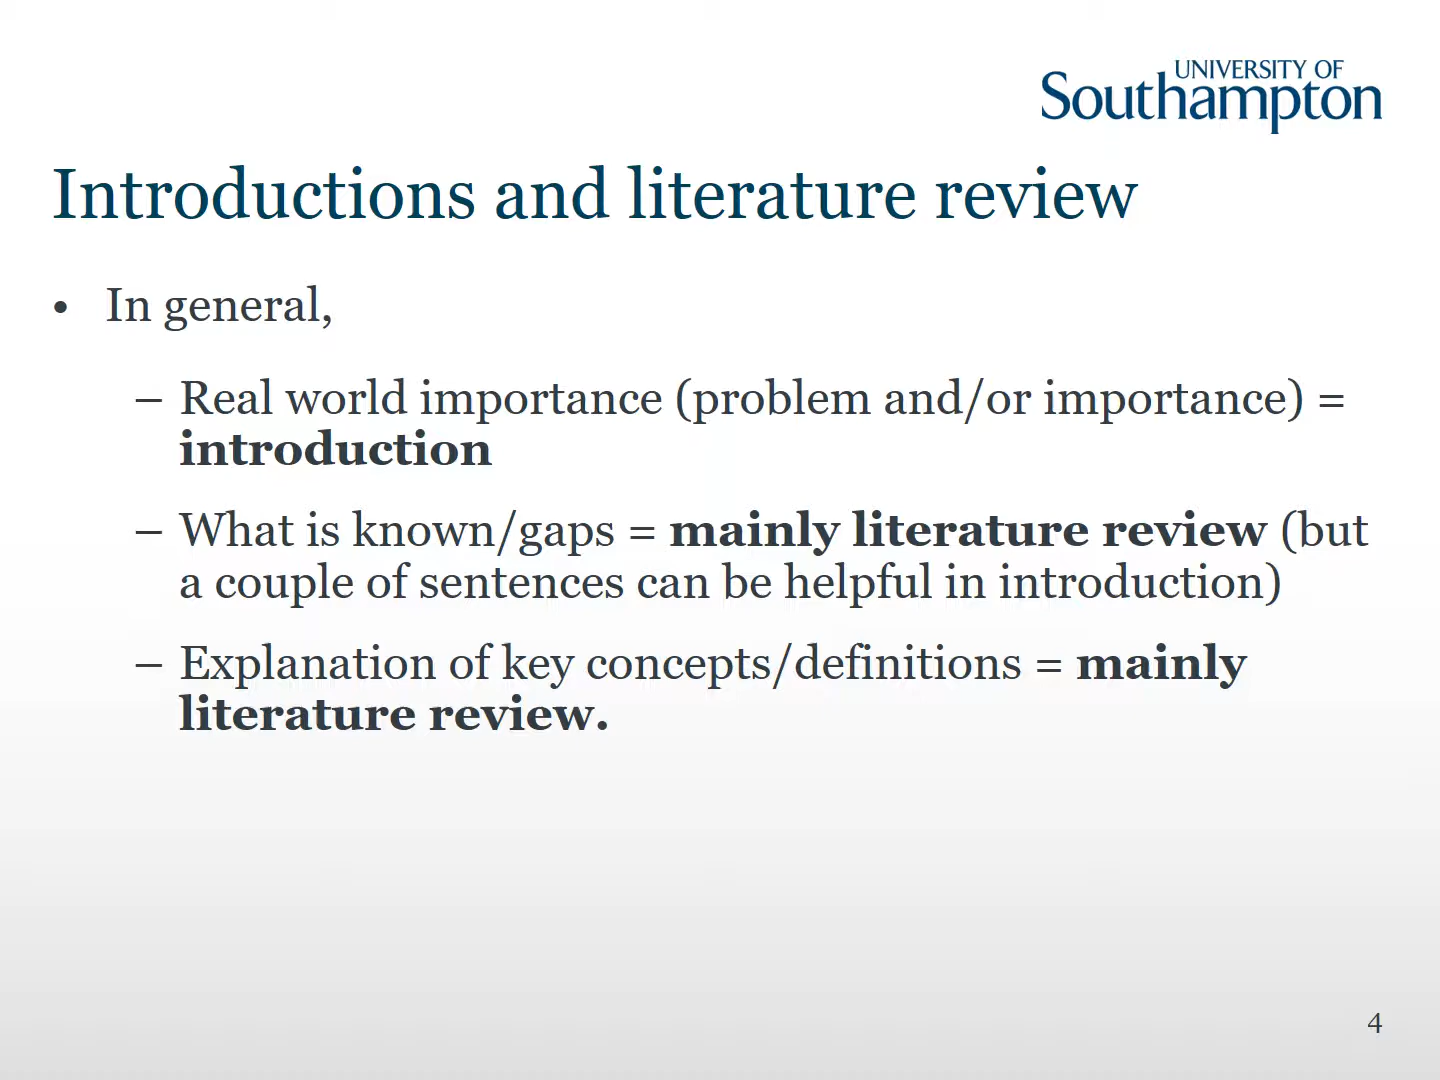 UNIVERSITY OF
Southampton
Introductions and literature review
• In general,
– Real world importance (problem and/or importance) =
introduction
– What is known/gaps = mainly literature review (but
a couple of sentences can be helpful in introduction)
– Explanation of key concepts/definitions = mainly
literature review.
4